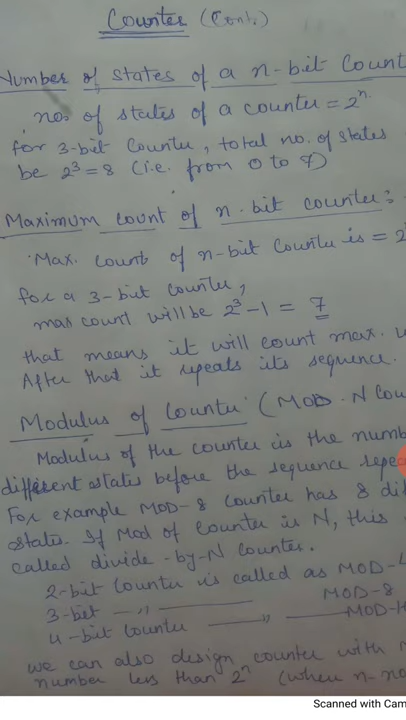 Counter (Cont.)
Number of states of a n-bit Count
no. of states of a counter = 2ⁿ
for 3-bit Counter, total no. of states
be 2³ = 8 (i.e. from 0 to 7)
Maximum count of n-bit counter:
Max. count of n-bit Counter is = 2
for a 3-bit counter,
max count will be 2³-1 = 7
that means it will count max. u
After that it repeats its sequence.
Modulus of Counter (MOD-N Cou
Modulus of the counter is the numb
different states before the sequence repea
For example MOD-8 Counter has 8 dif
states. If Mod of Counter is N, this
called divide-by-N Counter.
2-bit Counter is called as MOD-4
3-bit —〃— MOD-8
4-bit Counter —〃— MOD-1
we can also design counter with
number less than 2ⁿ (when n- no
Scanned with Cam